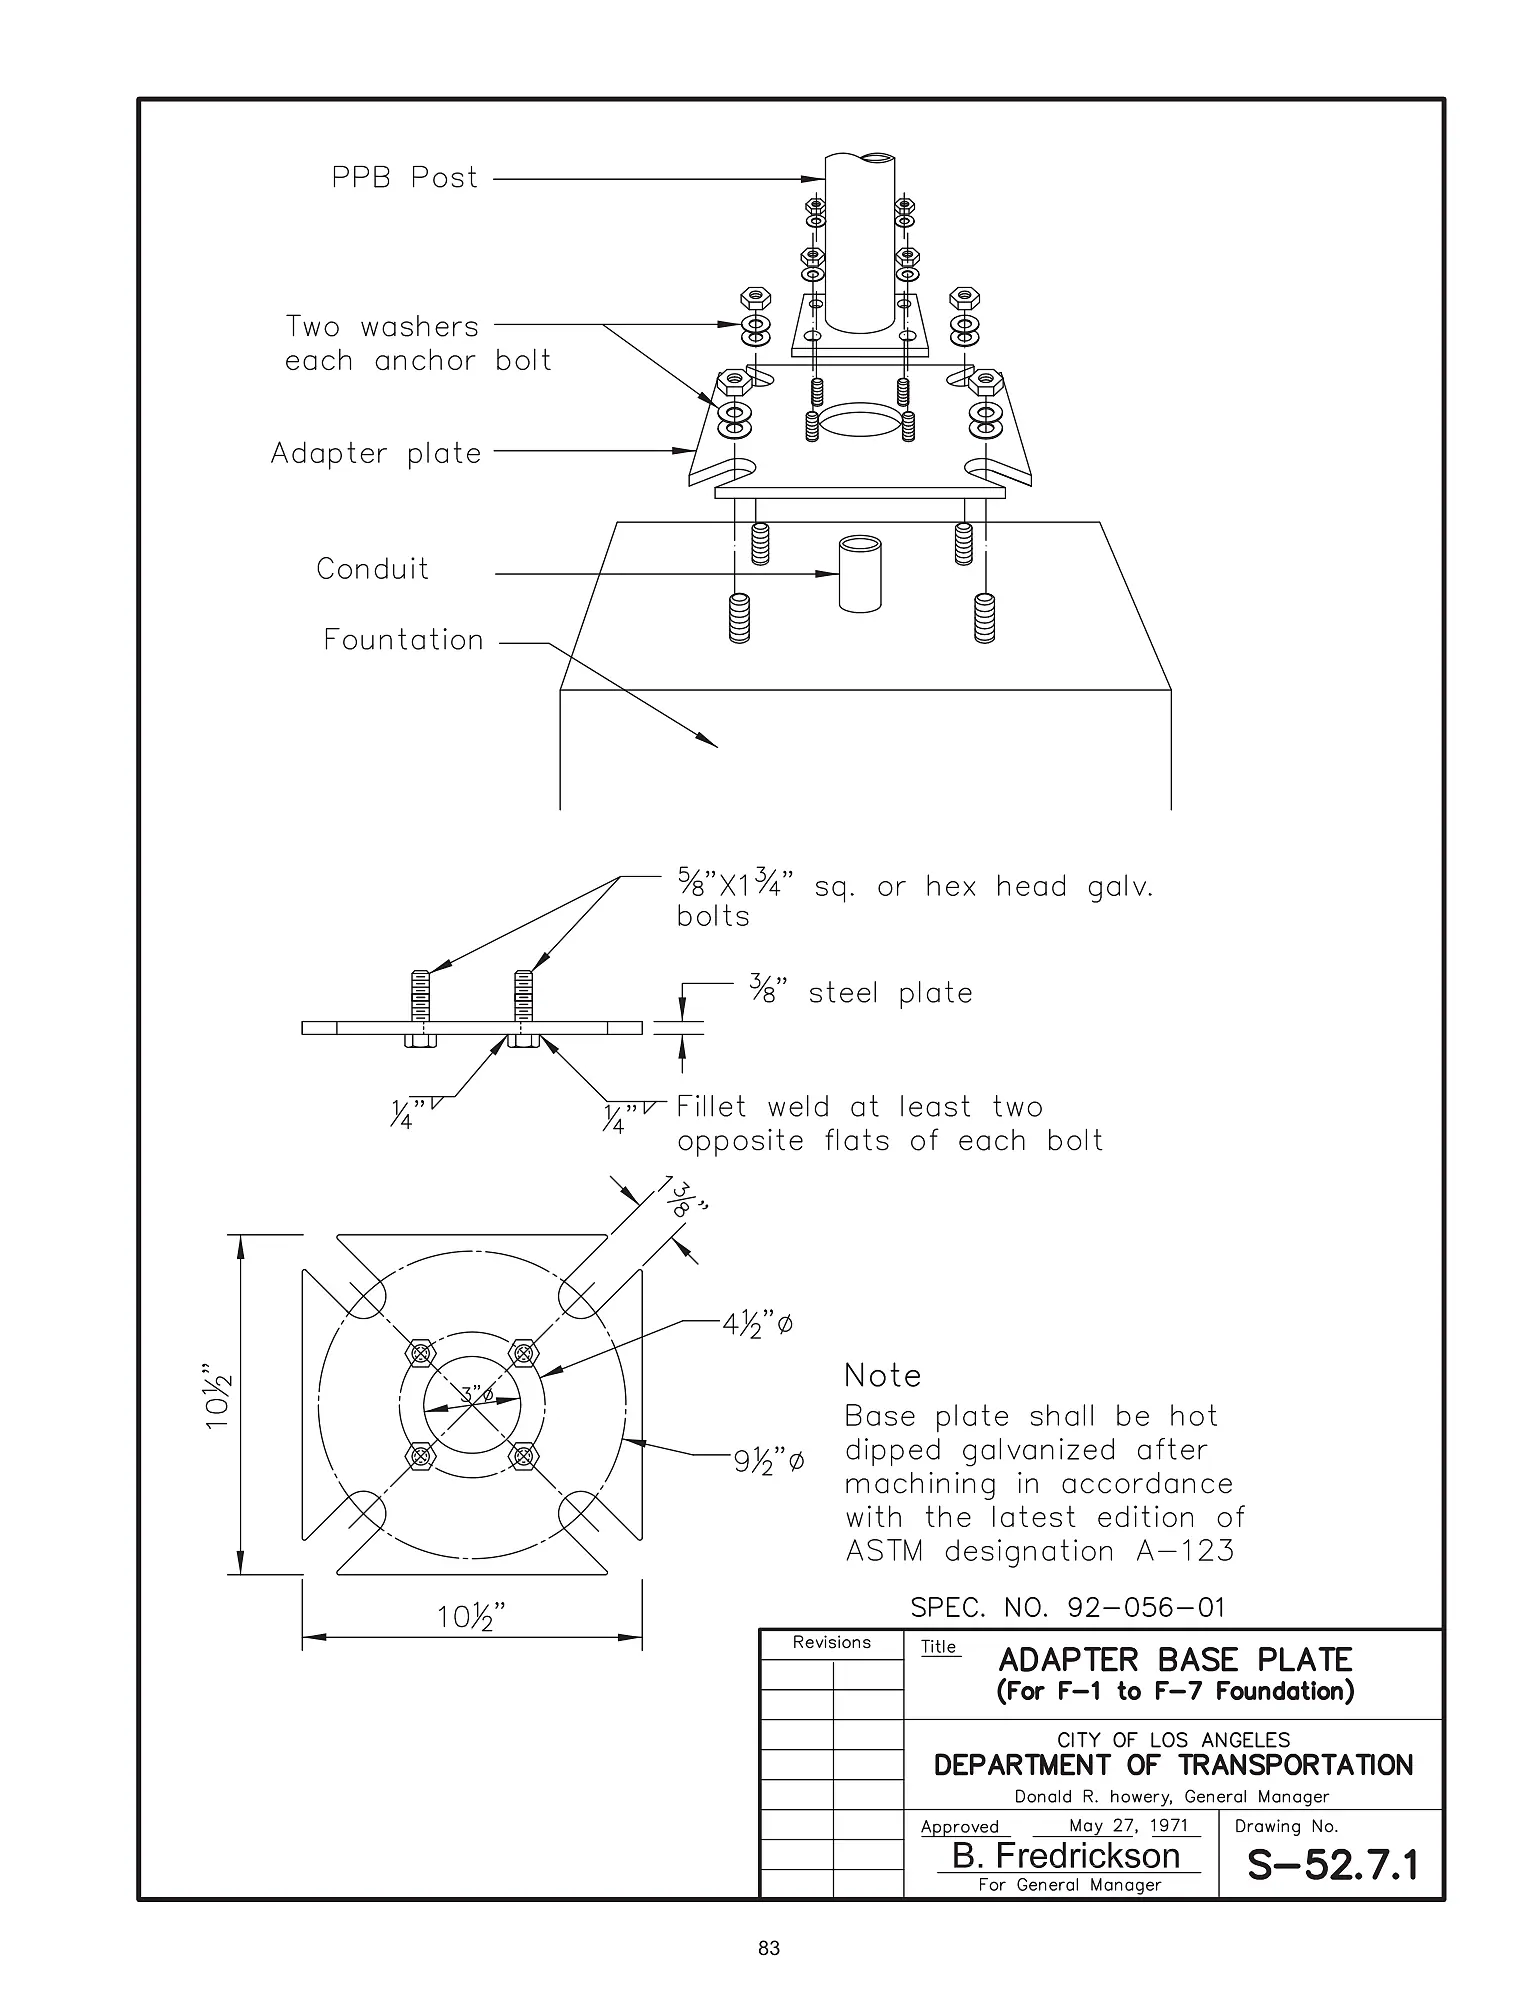 PPB Post
Two washers
each anchor bolt
Adapter plate
Conduit
Fountation
5/8”X1 3/4” sq. or hex head galv.
bolts
3/8” steel plate
1/4”
1/4”
Fillet weld at least two
opposite flats of each bolt
1 3/8”
4 1/2”ø
3”ø
10 1/2”
9 1/2”ø
10 1/2”
Note
Base plate shall be hot
dipped galvanized after
machining in accordance
with the latest edition of
ASTM designation A-123
SPEC. NO. 92-056-01
Revisions
Title
ADAPTER BASE PLATE
(For F-1 to F-7 Foundation)
CITY OF LOS ANGELES
DEPARTMENT OF TRANSPORTATION
Donald R. howery, General Manager
Approved May 27, 1971
B. Fredrickson
For General Manager
Drawing No.
S-52.7.1
83